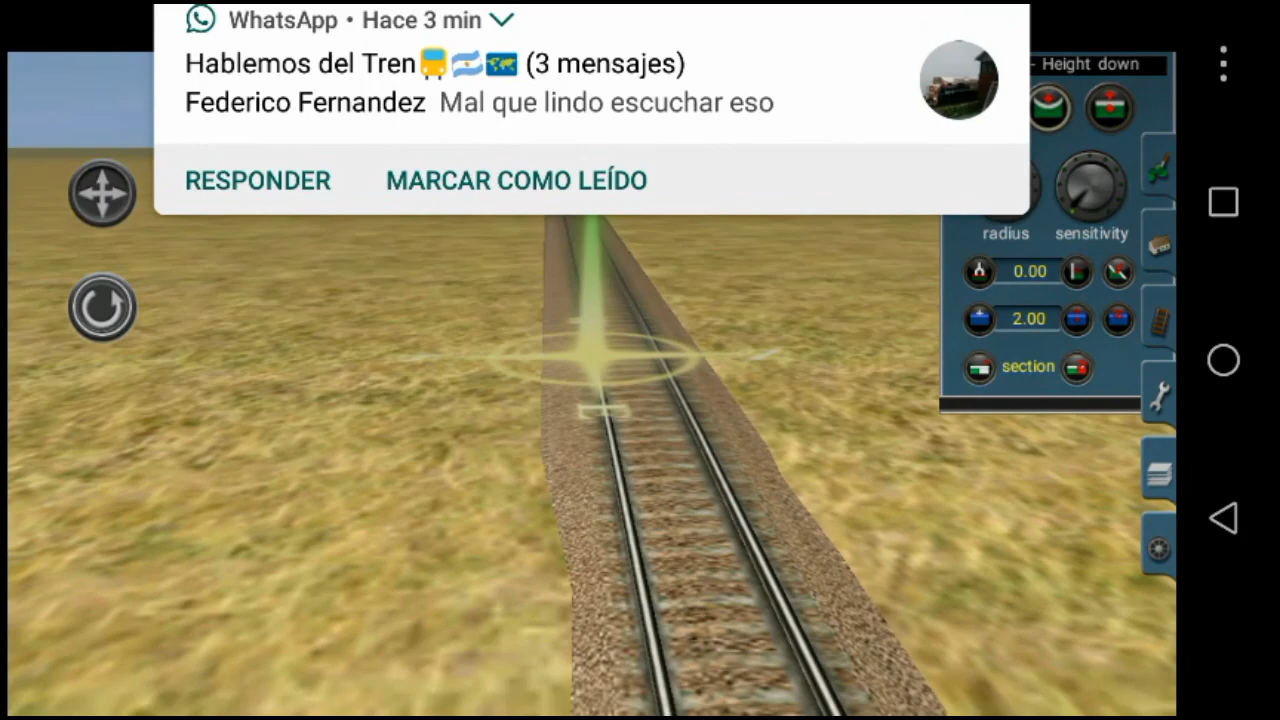 WhatsApp • Hace 3 min
Hablemos del Tren🚃🇦🇷🗺️ (3 mensajes)
Federico Fernandez Mal que lindo escuchar eso
RESPONDER MARCAR COMO LEÍDO
- Height down
radius sensitivity
0.00
2.00
section